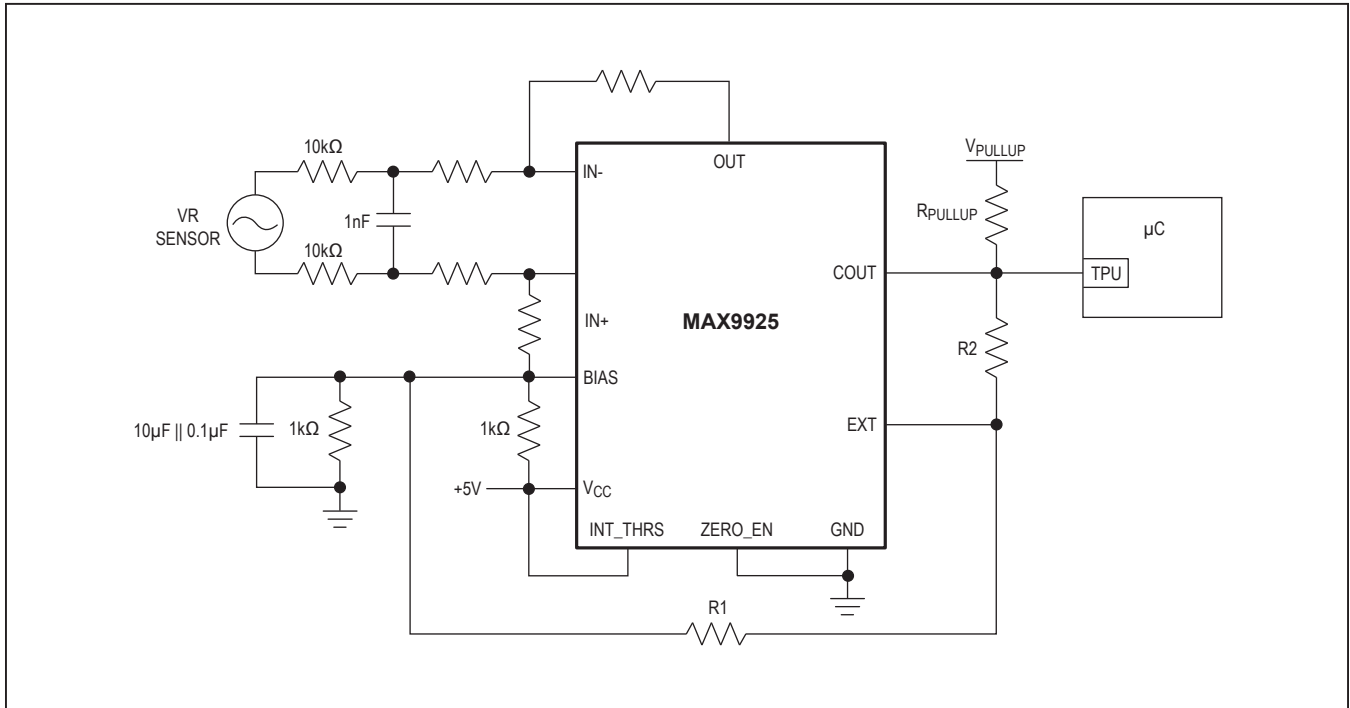 10kΩ
VR
SENSOR
1nF
10kΩ
10µF || 0.1µF
1kΩ
1kΩ
+5V
IN-
OUT
IN+
BIAS
VCC
INT_THRS
ZERO_EN
GND
MAX9925
COUT
EXT
VPULLUP
RPULLUP
R2
µC
TPU
R1